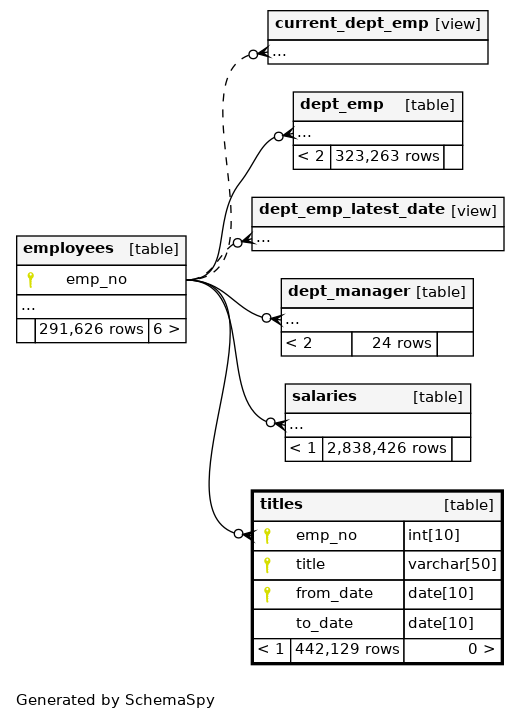 current_dept_emp [view]
...
dept_emp [table]
...
< 2 323,263 rows
dept_emp_latest_date [view]
...
employees [table]
emp_no
...
291,626 rows 6 >
dept_manager [table]
...
< 2 24 rows
salaries [table]
...
< 1 2,838,426 rows
titles [table]
emp_no int[10]
title varchar[50]
from_date date[10]
to_date date[10]
< 1 442,129 rows 0 >
Generated by SchemaSpy